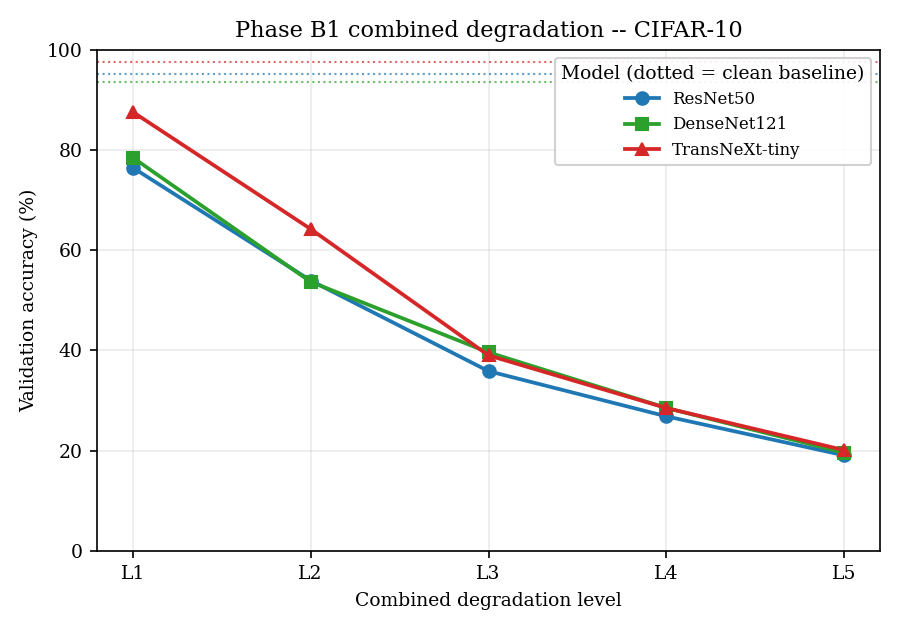 Phase B1 combined degradation -- CIFAR-10
Validation accuracy (%)
100
80
60
40
20
0
Model (dotted = clean baseline)
ResNet50
DenseNet121
TransNeXt-tiny
L1 L2 L3 L4 L5
Combined degradation level